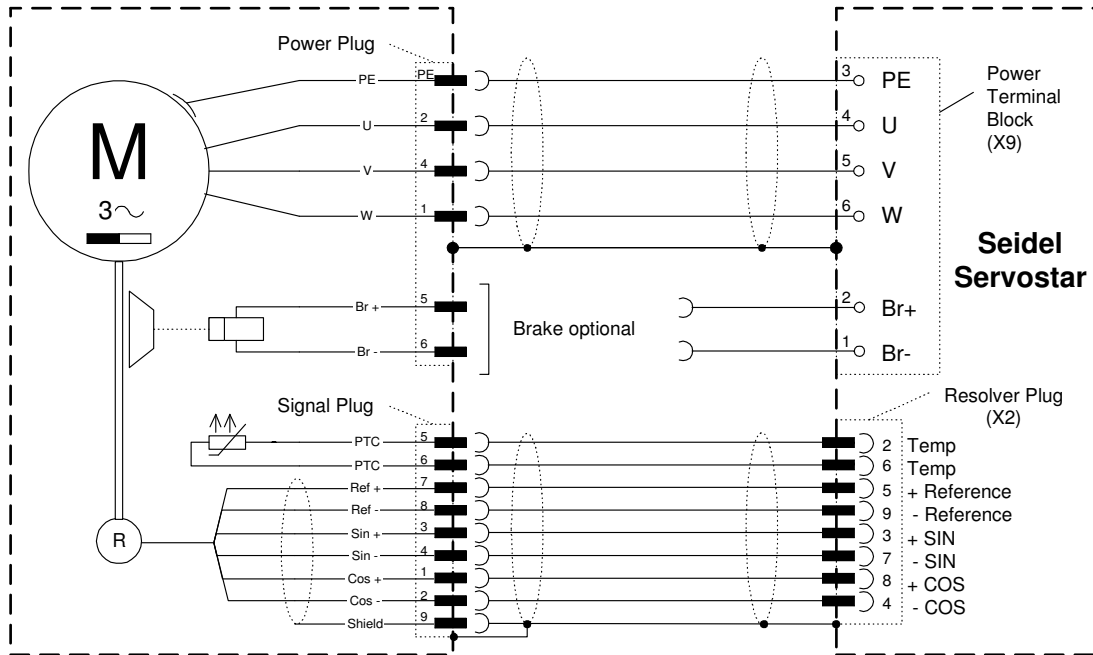 Power Plug
PE PE 3 PE
U 2 4 U
V 4 5 V
W 1 6 W
Power
Terminal
Block
(X9)
M
3
Seidel
Servostar
Br + 5 2 Br+
Brake optional
Br - 6 1 Br-
Signal Plug
Resolver Plug
(X2)
PTC 5 2 Temp
PTC 6 6 Temp
Ref + 7 5 + Reference
Ref - 8 9 - Reference
Sin + 3 3 + SIN
Sin - 4 7 - SIN
Cos + 1 8 + COS
Cos - 2 4 - COS
Shield 9
R